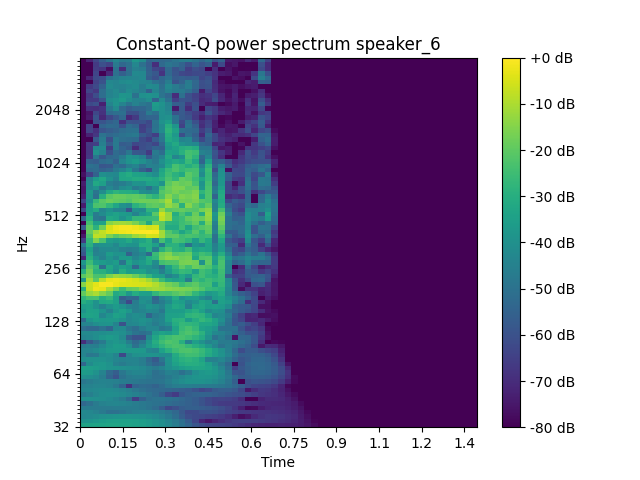 Constant-Q power spectrum speaker_6
Hz
2048
1024
512
256
128
64
32
0 0.15 0.3 0.45 0.6 0.75 0.9 1.1 1.2 1.4
Time
+0 dB
-10 dB
-20 dB
-30 dB
-40 dB
-50 dB
-60 dB
-70 dB
-80 dB